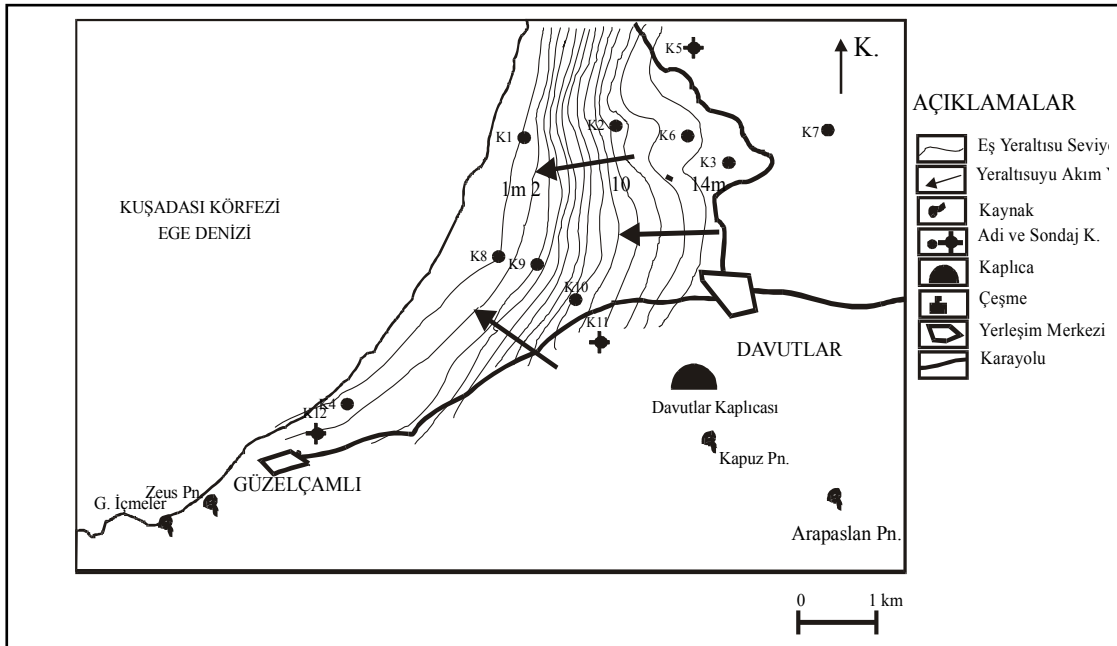 K5
K.
AÇIKLAMALAR
K1
K2
K6
K7
K3
1m 2
10
14m
KUŞADASI KÖRFEZİ
EGE DENİZİ
K8
K9
K10
K11
K4
K12
DAVUTLAR
Davutlar Kaplıcası
Kapuz Pn.
GÜZELÇAMLI
Zeus Pn.
G. İçmeler
Arapaslan Pn.
Eş Yeraltısu Seviy
Yeraltısuyu Akım Y
Kaynak
Adi ve Sondaj K.
Kaplıca
Çeşme
Yerleşim Merkezi
Karayolu
0 1 km